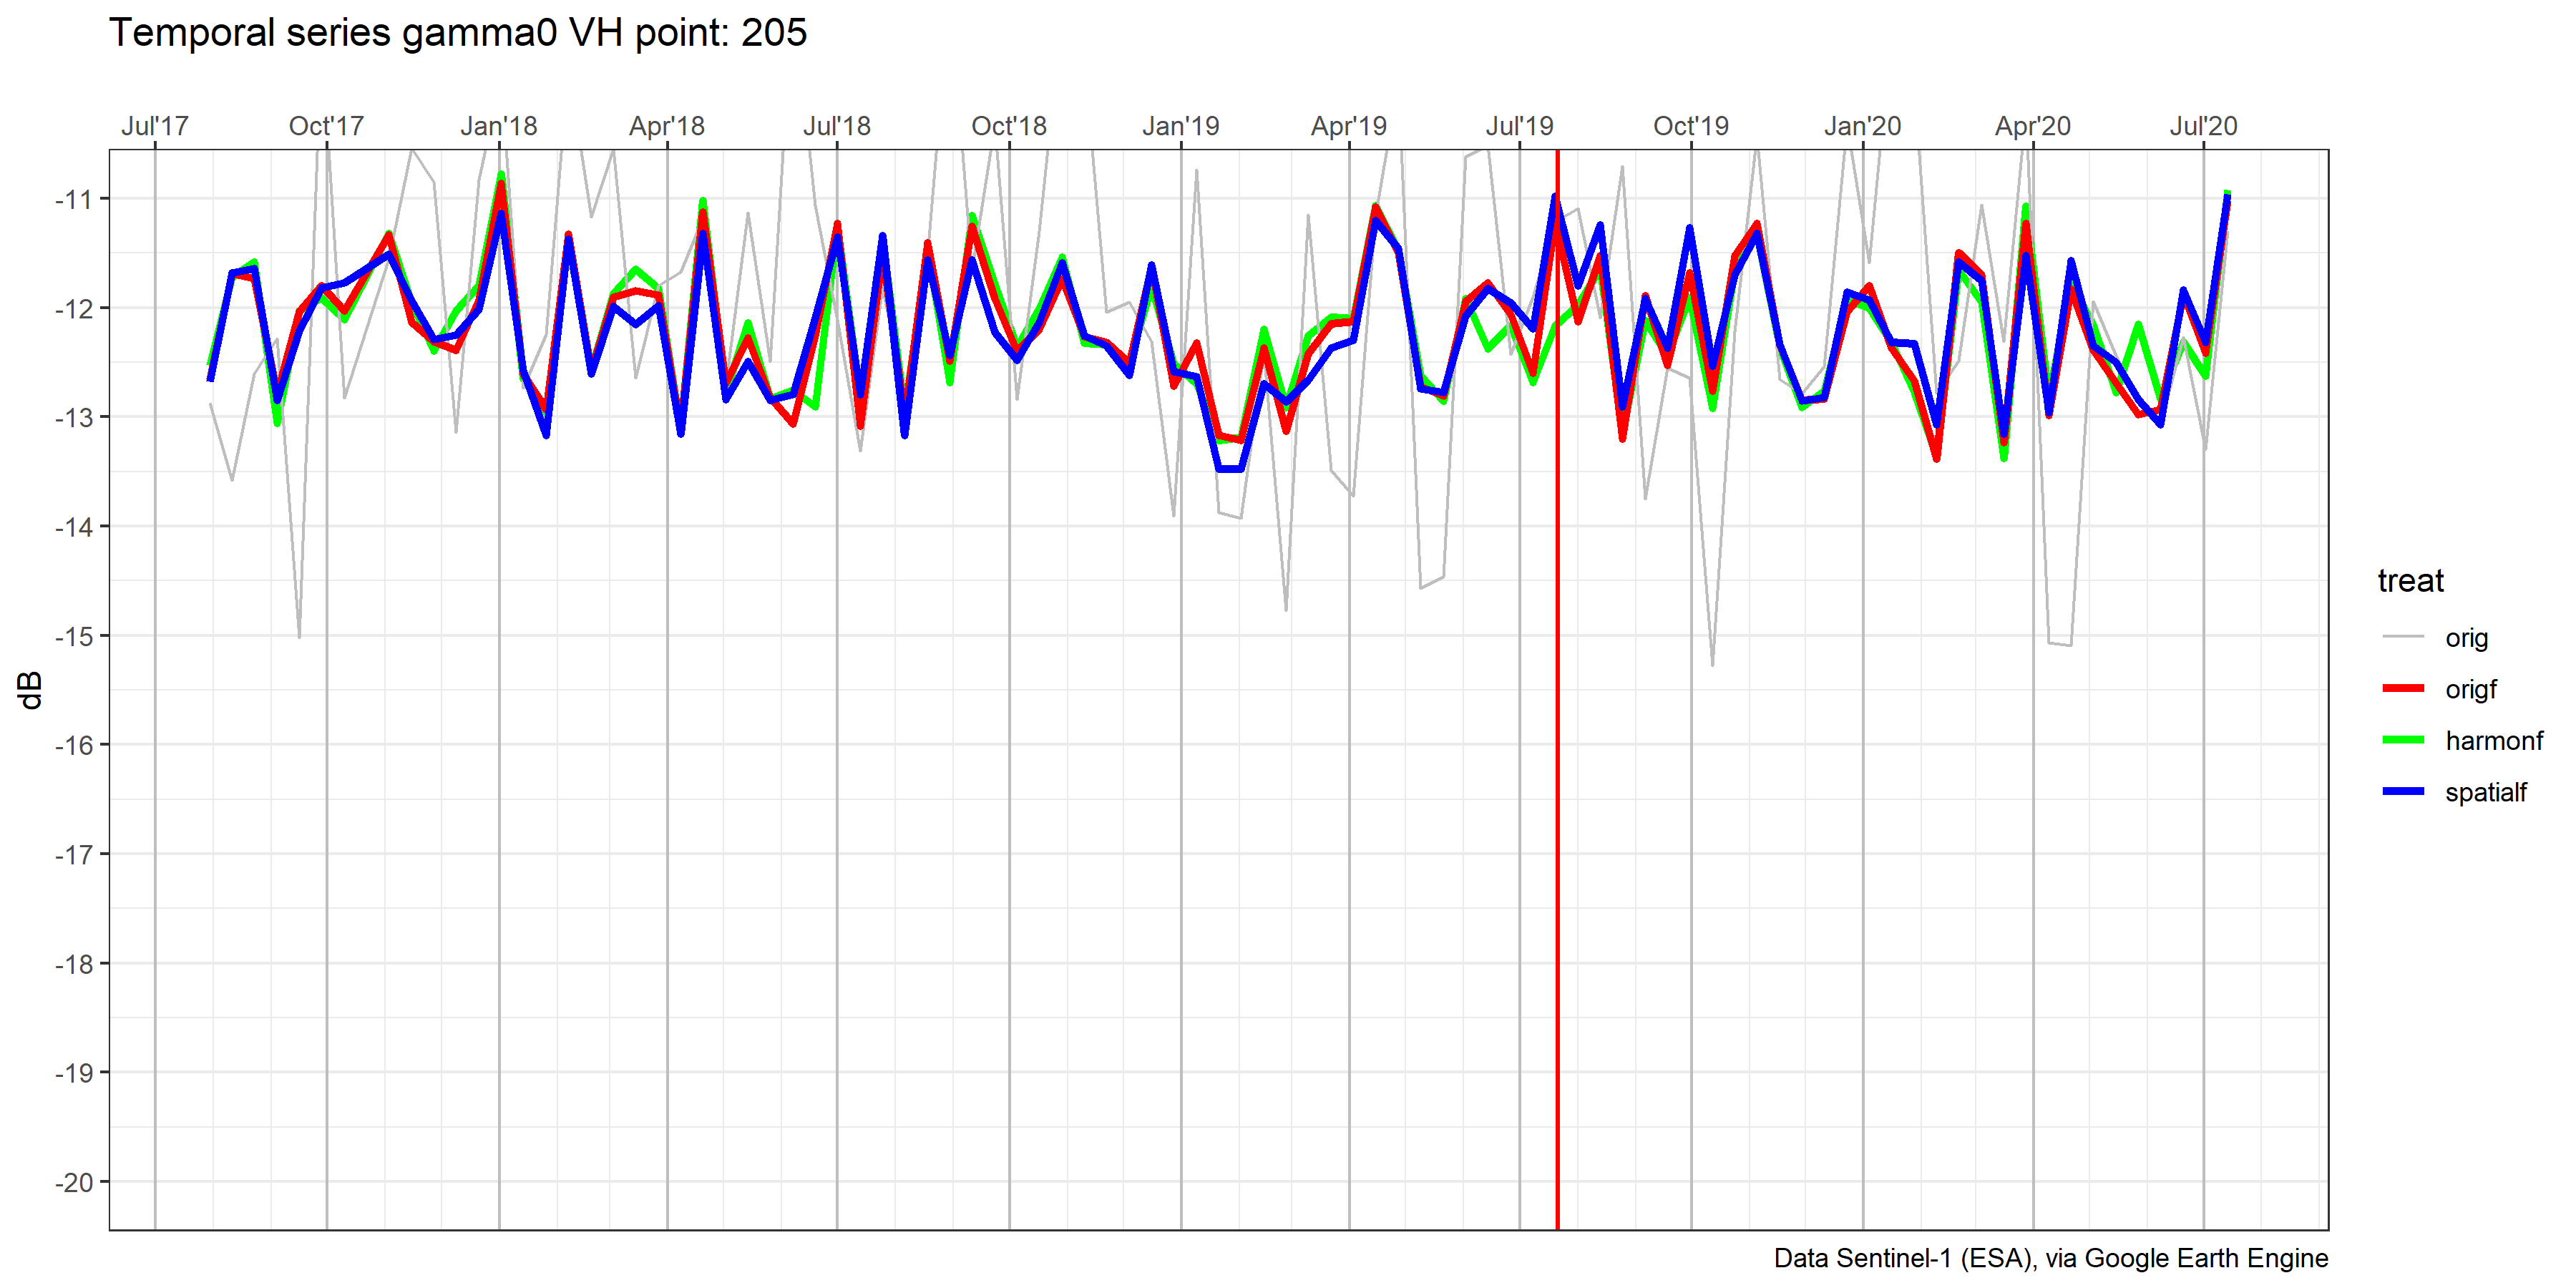 Temporal series gamma0 VH point: 205
Jul'17 Oct'17 Jan'18 Apr'18 Jul'18 Oct'18 Jan'19 Apr'19 Jul'19 Oct'19 Jan'20 Apr'20 Jul'20
-11
-12
-13
-14
-15
-16
-17
-18
-19
-20
dB
treat
orig
origf
harmonf
spatialf
Data Sentinel-1 (ESA), via Google Earth Engine